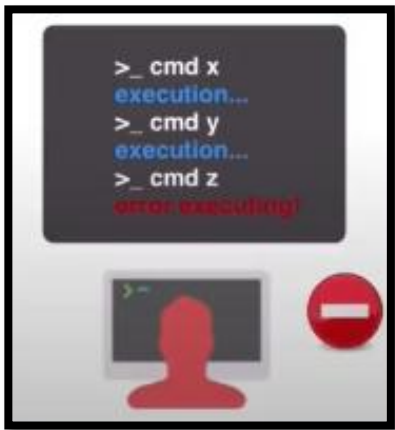 >_ cmd x
execution...
>_ cmd y
execution...
>_ cmd z
error executing!
>_